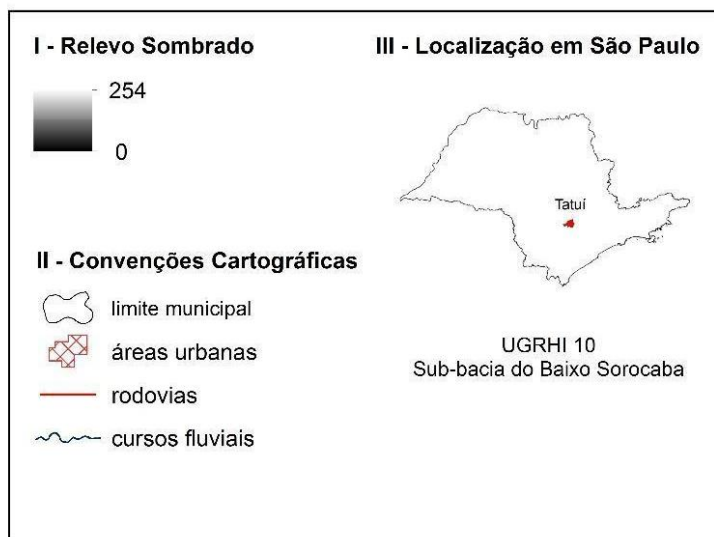 I - Relevo Sombrado
254
0
II - Convenções Cartográficas
limite municipal
áreas urbanas
rodovias
cursos fluviais
III - Localização em São Paulo
Tatuí
UGRHI 10
Sub-bacia do Baixo Sorocaba